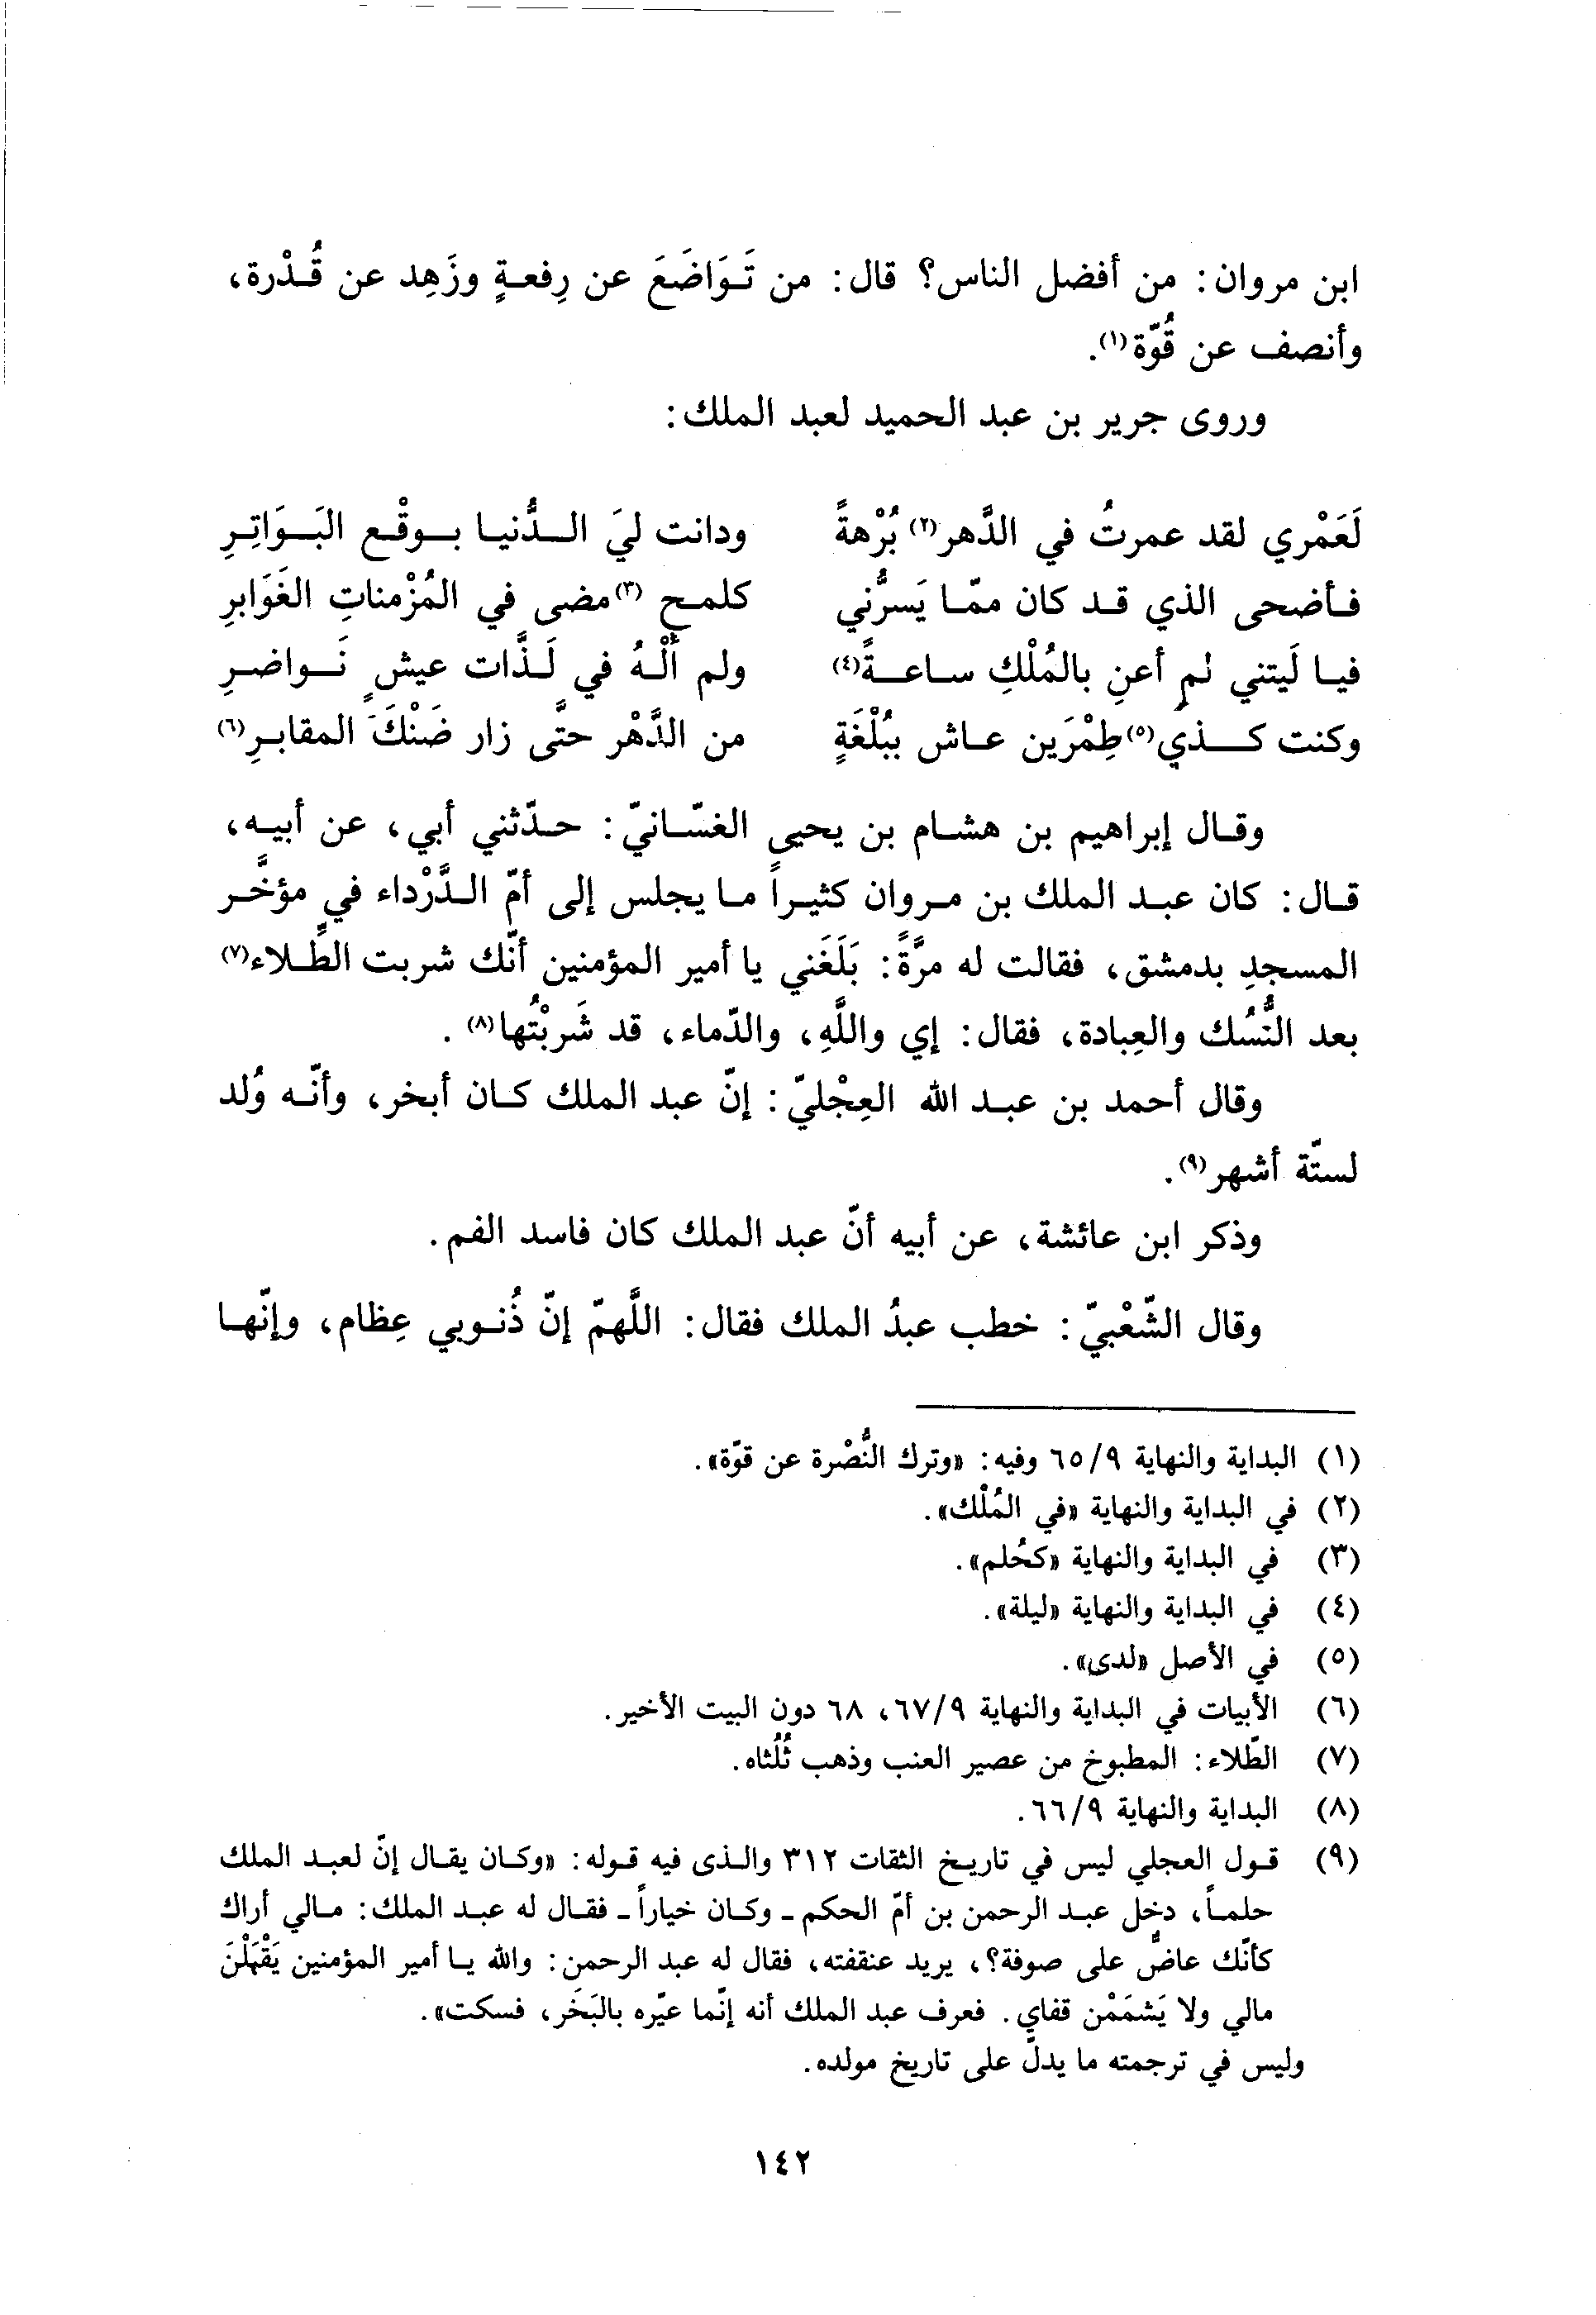 ابن مروان: من أفضل الناس؟ قال: من تَوَاضَعَ عن رِفعةٍ وزَهِد عن قُدْرة،
وأنصف عن قُوّة(١).
وروى جرير بن عبد الحميد لعبد الملك:
لَعَمْري لقد عمرتُ في الدَّهر(٢) بُرْهةً ودانت ليَ الدُّنيا بوقْع البَوَاتِرِ
فأضحى الذي قد كان ممّا يَسرُّني كلمح(٣) مضى في المُزْمناتِ الغَوَابرِ
فيا لَيتني لم أعنِ بالمُلْكِ ساعةً(٤) ولم ألْهُ في لَذَّات عيشٍ نَواضرِ
وكنت كذي(٥) طِمْرَين عاش ببُلْغَةٍ من الدَّهْر حتَّى زار ضَنْكَ المقابرِ(٦)
وقال إبراهيم بن هشام بن يحيى الغسّانيّ: حدّثني أبي، عن أبيه،
قال: كان عبد الملك بن مروان كثيراً ما يجلس إلى أمّ الدَّرْداء في مؤخَّر
المسجدِ بدمشق، فقالت له مرَّةً: بَلَغَني يا أمير المؤمنين أنّك شربت الطِّلاء(٧)
بعد النُّسُك والعِبادة، فقال: إي واللَّهِ، والدّماء، قد شَربْتُها(٨).
وقال أحمد بن عبد الله العِجْليّ: إنّ عبد الملك كان أبخر، وأنّه وُلد
لستّة أشهر(٩).
وذكر ابن عائشة، عن أبيه أنّ عبد الملك كان فاسد الفم.
وقال الشّعْبيّ: خطب عبدُ الملك فقال: اللَّهمّ إنّ ذُنوبي عِظام، وإنّها
(١) البداية والنهاية ٦٥/٩ وفيه: «وترك النُّصْرة عن قوّة».
(٢) في البداية والنهاية «في المُلْك».
(٣) في البداية والنهاية «كحُلم».
(٤) في البداية والنهاية «ليلة».
(٥) في الأصل «لدى».
(٦) الأبيات في البداية والنهاية ٦٧/٩، ٦٨ دون البيت الأخير.
(٧) الطّلاء: المطبوخ من عصير العنب وذهب ثُلُثاه.
(٨) البداية والنهاية ٦٦/٩.
(٩) قول العجلي ليس في تاريخ الثقات ٣١٢ والذى فيه قوله: «وكان يقال إنّ لعبد الملك
حلماً، دخل عبد الرحمن بن أمّ الحكم ـ وكان خياراً ـ فقال له عبد الملك: مالي أراك
كأنّك عاضٌّ على صوفة؟، يريد عنقفته، فقال له عبد الرحمن: والله يا أمير المؤمنين يَقْبَلْنَ
مالي ولا يَشمَمْن قفاي. فعرف عبد الملك أنه إنّما عيّره بالبَخَر، فسكت».
وليس في ترجمته ما يدلّ على تاريخ مولده.
١٤٢